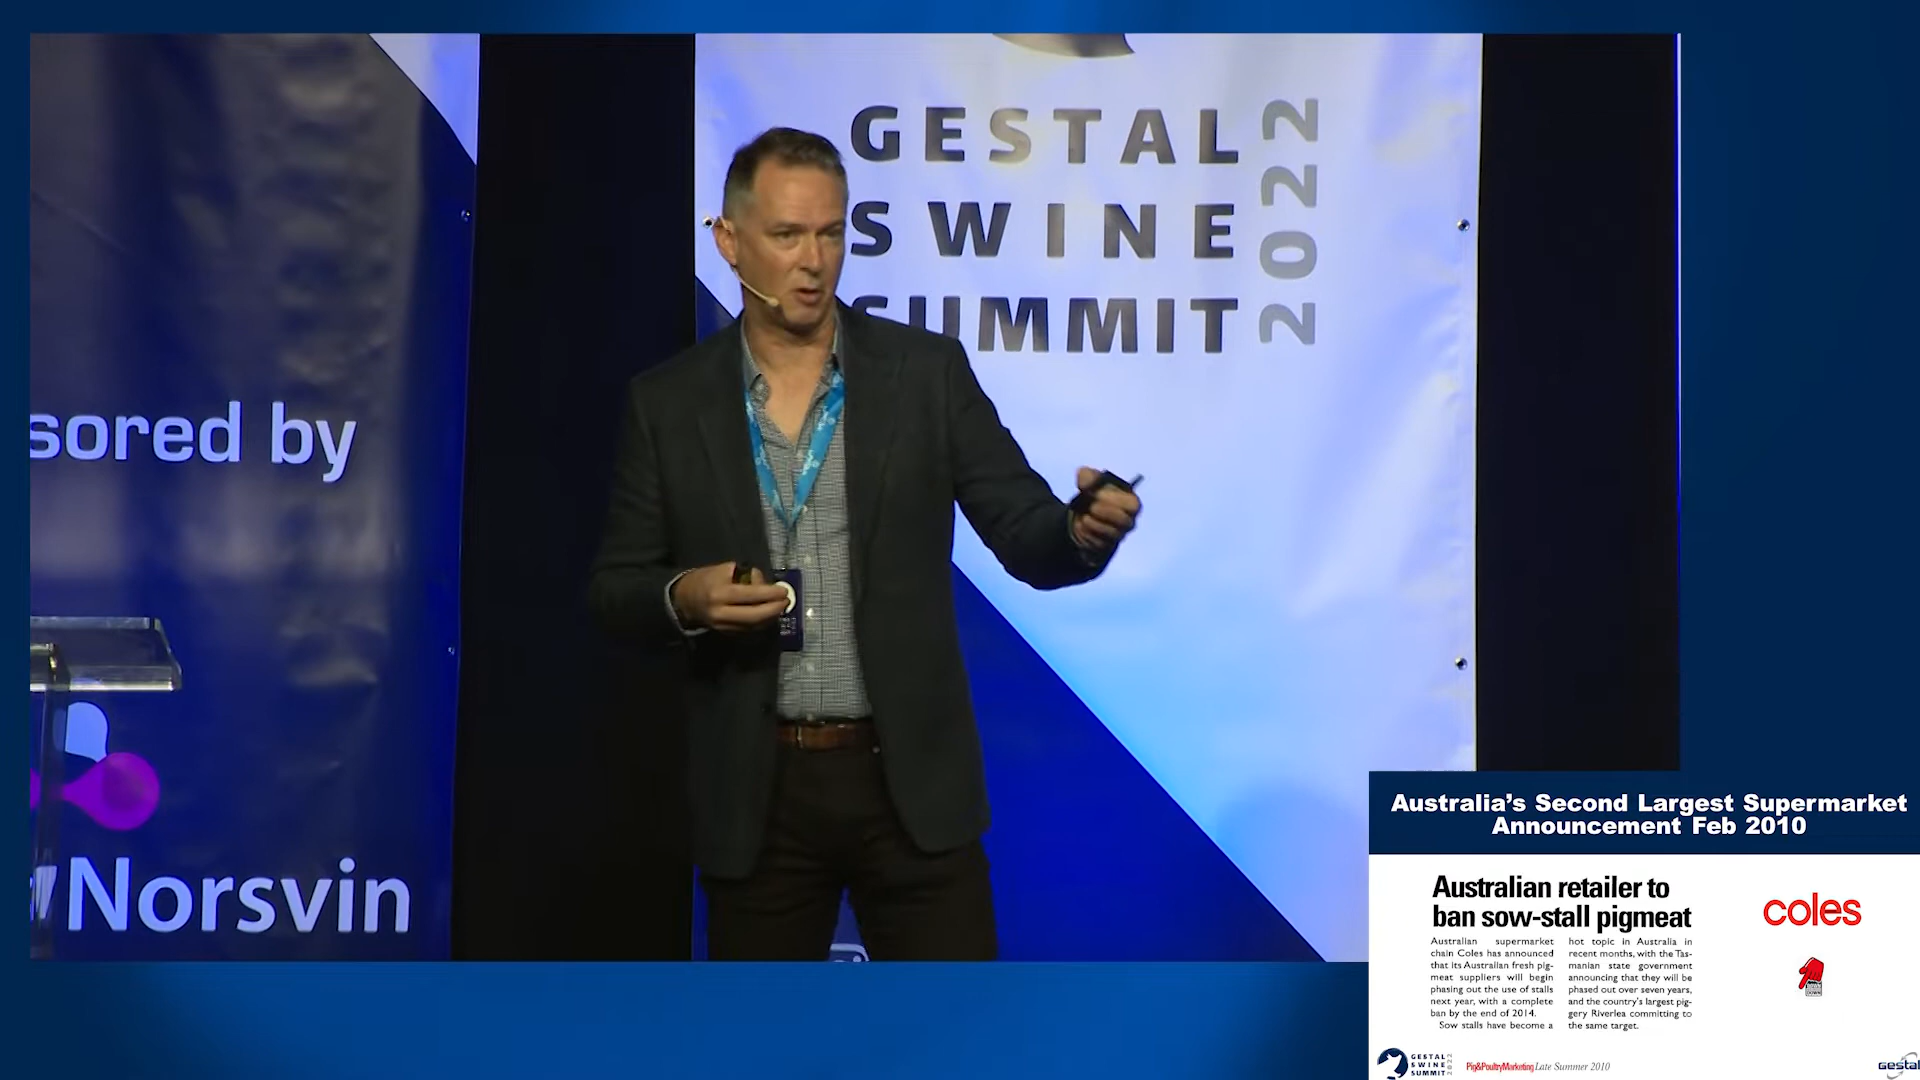 GESTAL
SWINE
SUMMIT
2022
sored by
Norsvin
Australia's Second Largest Supermarket
Announcement Feb 2010
Australian retailer to
ban sow-stall pigmeat
Australian supermarket
chain Coles has announced
that its Australian fresh pig-
meat suppliers will begin
phasing out the use of stalls
next year, with a complete
ban by the end of 2014.
Sow stalls have become a
hot topic in Australia in
recent months, with the Tas-
manian state government
announcing that they will be
phased out over seven years,
and the country's largest pig-
gery Riverlea committing to
the same target.
coles
DOWN
GESTAL
SWINE
SUMMIT
2022
Pig&PoultryMarketing Late Summer 2010
Gestal